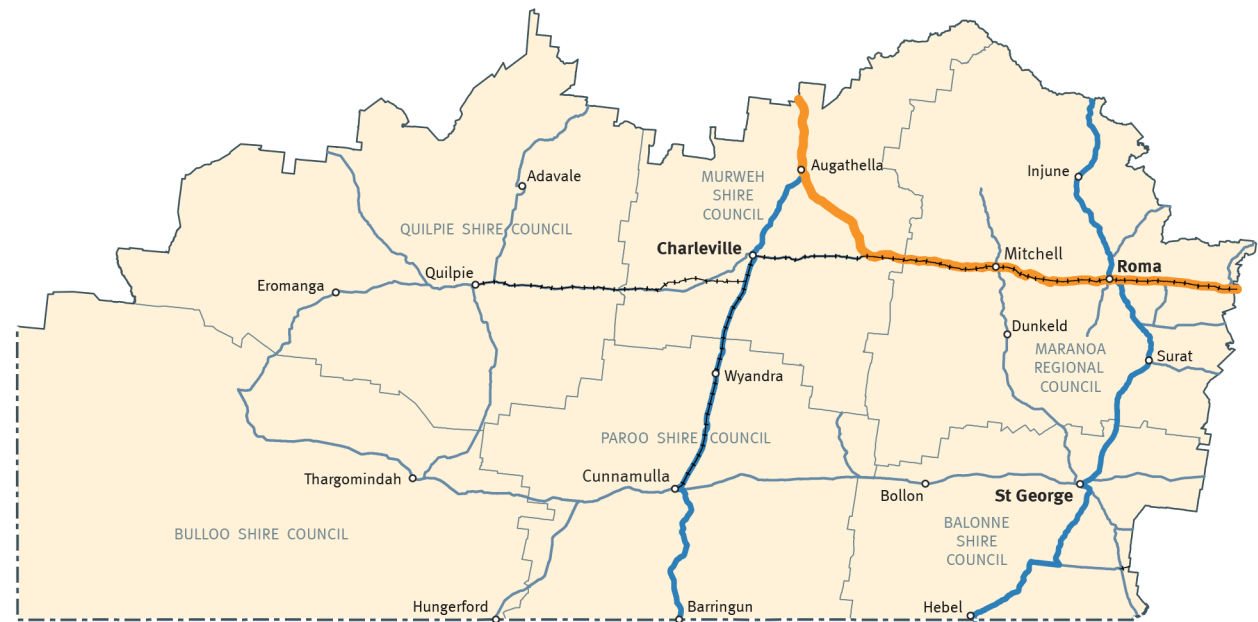 Augathella
MURWEH
SHIRE
COUNCIL
Injune
Adavale
QUILPIE SHIRE COUNCIL
Charleville
Mitchell
Roma
Quilpie
Eromanga
Dunkeld
MARANOA
REGIONAL
COUNCIL
Surat
Wyandra
PAROO SHIRE COUNCIL
Thargomindah
Cunnamulla
Bollon
St George
BULLOO SHIRE COUNCIL
BALONNE
SHIRE
COUNCIL
Hungerford
Barringun
Hebel